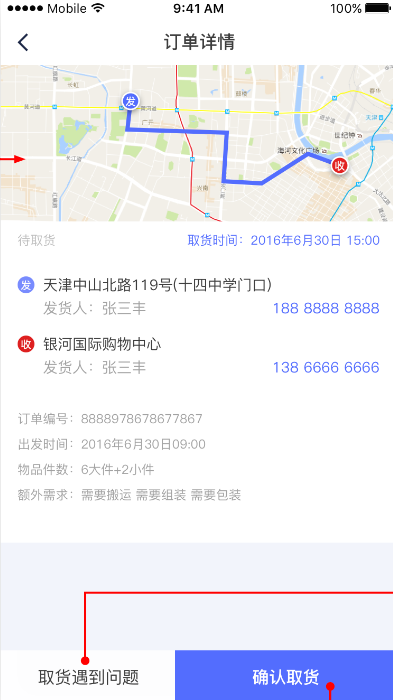 Mobile 9:41 AM 100%
订单详情
发
世纪钟
海河文化广场
收
待取货 取货时间：2016年6月30日 15:00
发 天津中山北路119号(十四中学门口)
发货人：张三丰 188 8888 8888
收 银河国际购物中心
发货人：张三丰 138 6666 6666
订单编号：8888978678677867
出发时间：2016年6月30日09:00
物品件数：6大件+2小件
额外需求：需要搬运 需要组装 需要包装
取货遇到问题 确认取货